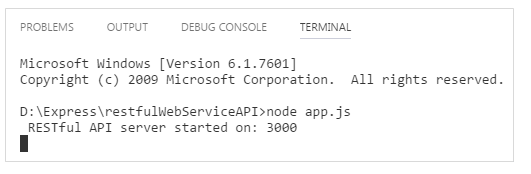 PROBLEMS OUTPUT DEBUG CONSOLE TERMINAL
Microsoft Windows [Version 6.1.7601]
Copyright (c) 2009 Microsoft Corporation.  All rights reserved.
D:\Express\restfulWebServiceAPI>node app.js
RESTful API server started on: 3000